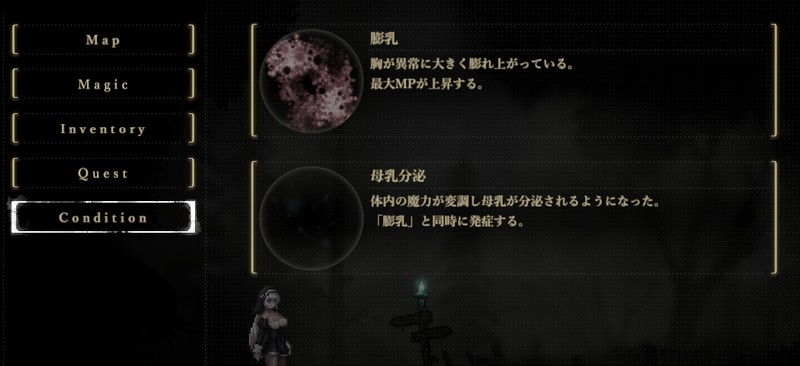 Map
Magic
Inventory
Quest
Condition
膨乳
胸が異常に大きく膨れ上がっている。
最大MPが上昇する。
母乳分泌
体内の魔力が変調し母乳が分泌されるようになった。
「膨乳」と同時に発症する。